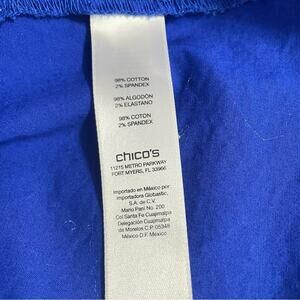 98% COTTON
2% SPANDEX
98% ALGODÓN
2% ELASTANO
98% COTON
2% SPANDEX
chico's
11215 METRO PARKWAY
FORT MYERS, FL 33966
Importado en México por:
importadora Globastic,
S.A. de C.V.
Mario Pani No. 200
Col.Santa Fe Cuajimalpa
Delegación Cuajimalpa
de Morelos C.P. 05348
México D.F. México